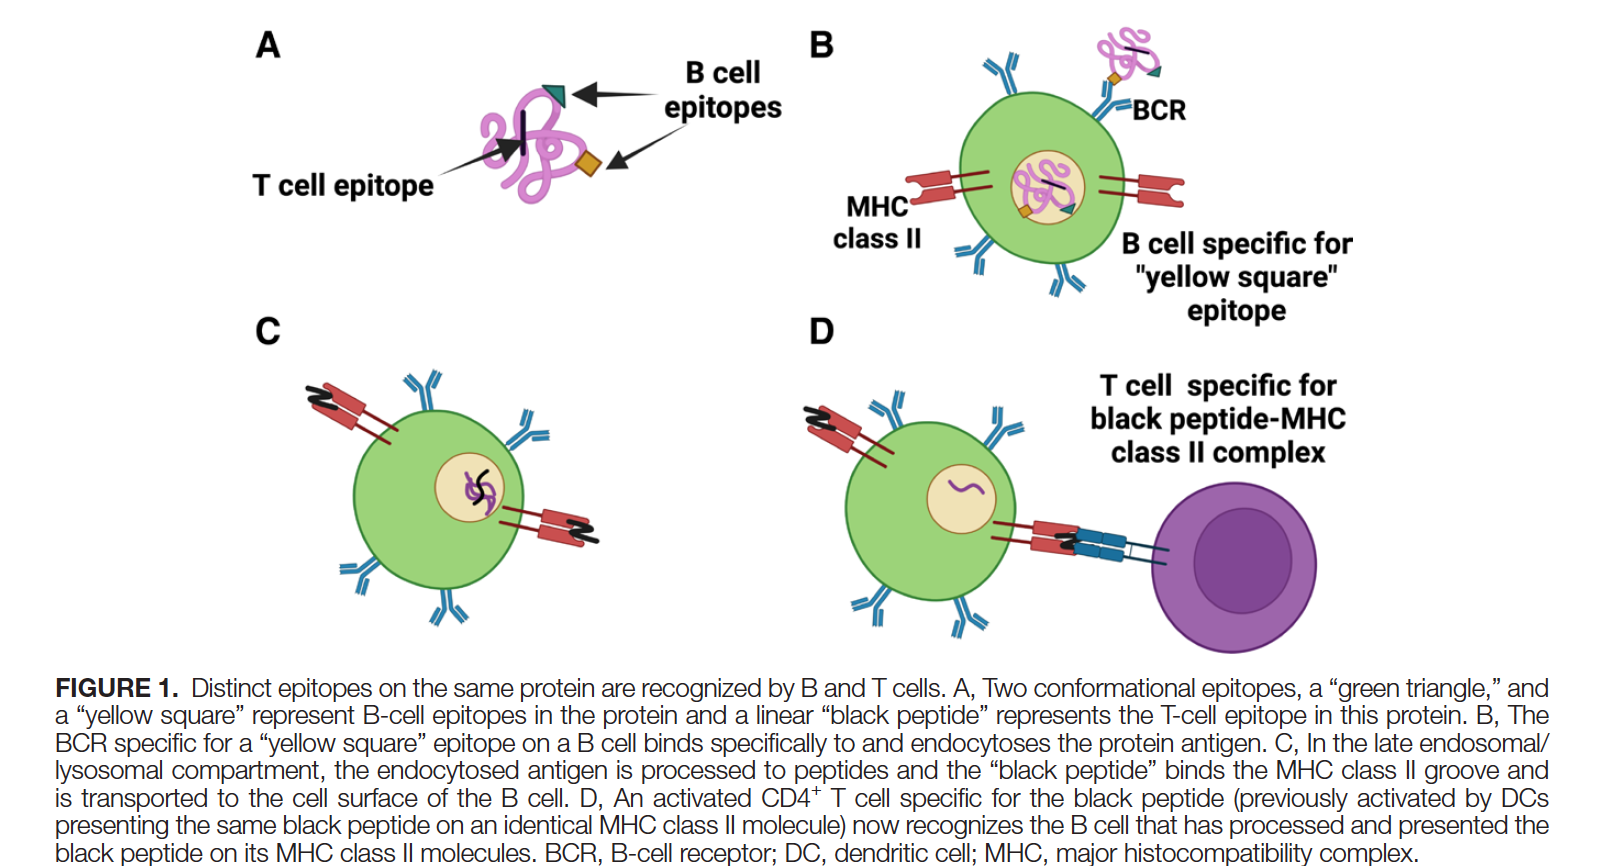 A
B cell
epitopes
T cell epitope
B
BCR
MHC
class II
B cell specific for
"yellow square"
epitope
C
D
T cell specific for
black peptide-MHC
class II complex
FIGURE 1. Distinct epitopes on the same protein are recognized by B and T cells. A, Two conformational epitopes, a “green triangle,” and
a “yellow square” represent B-cell epitopes in the protein and a linear “black peptide” represents the T-cell epitope in this protein. B, The
BCR specific for a “yellow square” epitope on a B cell binds specifically to and endocytoses the protein antigen. C, In the late endosomal/
lysosomal compartment, the endocytosed antigen is processed to peptides and the “black peptide” binds the MHC class II groove and
is transported to the cell surface of the B cell. D, An activated CD4⁺ T cell specific for the black peptide (previously activated by DCs
presenting the same black peptide on an identical MHC class II molecule) now recognizes the B cell that has processed and presented the
black peptide on its MHC class II molecules. BCR, B-cell receptor; DC, dendritic cell; MHC, major histocompatibility complex.